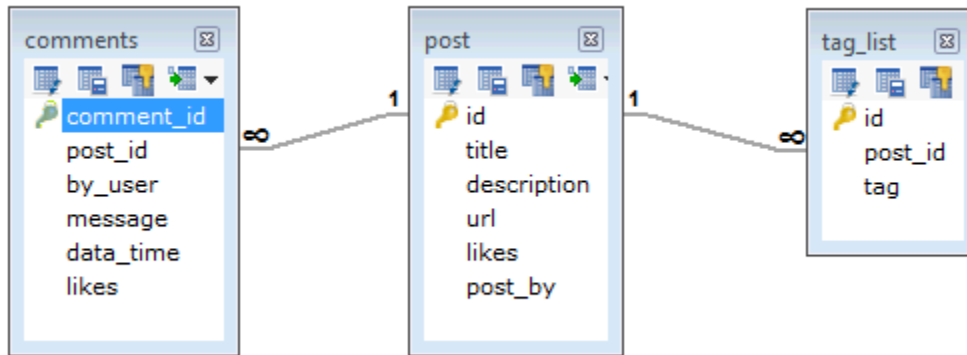 comments
comment_id
post_id
by_user
message
data_time
likes
∞
1
post
id
title
description
url
likes
post_by
1
∞
tag_list
id
post_id
tag